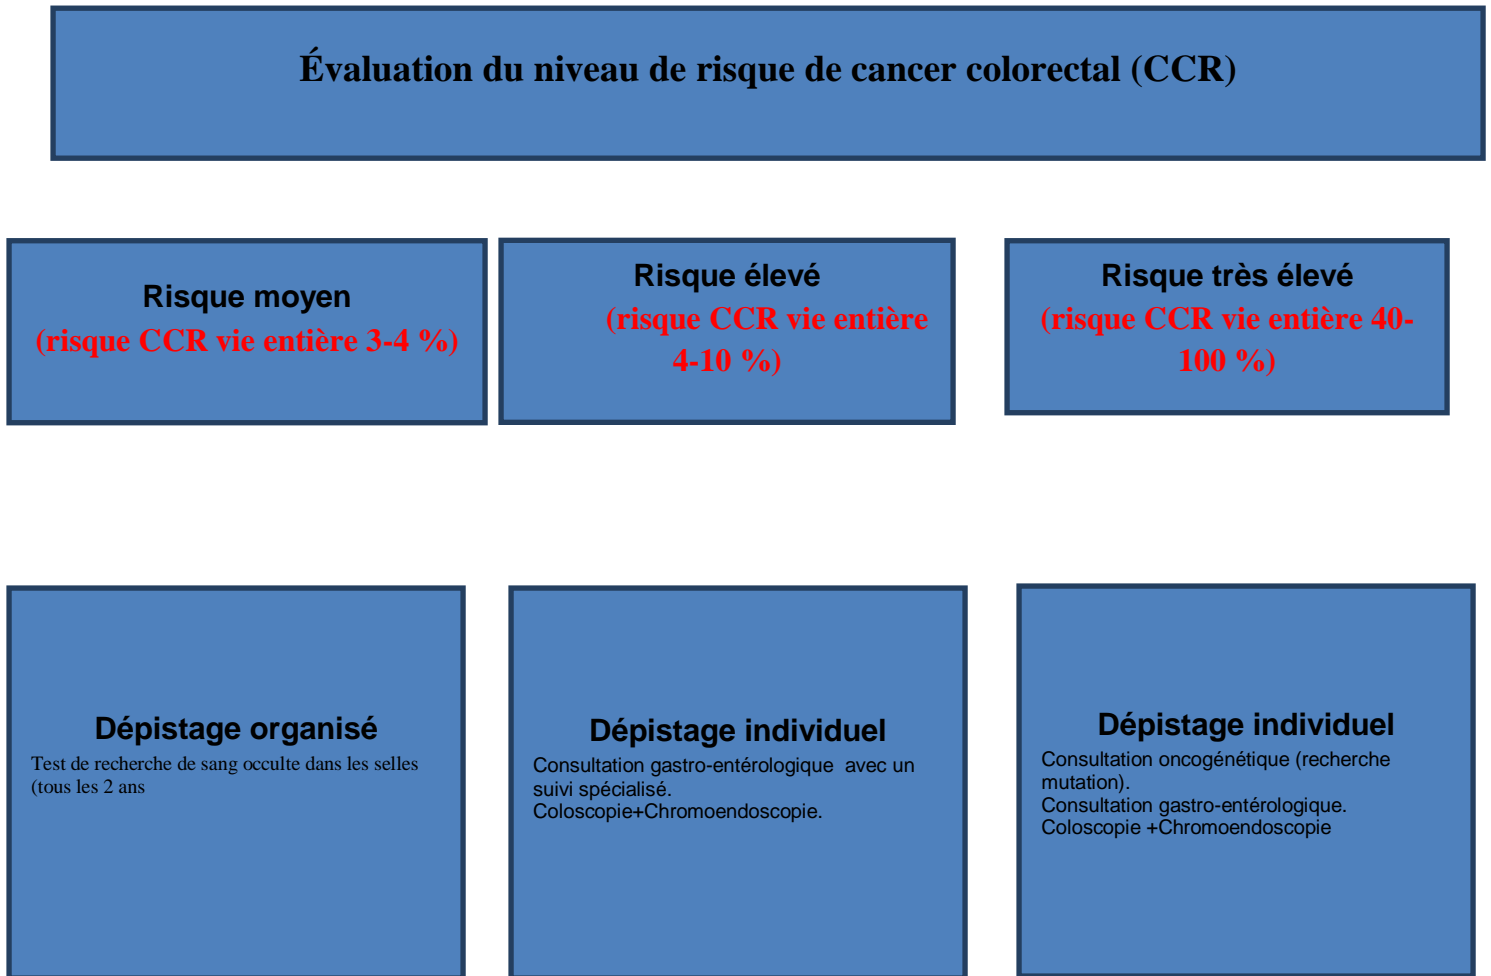 Évaluation du niveau de risque de cancer colorectal (CCR)
Risque moyen
(risque CCR vie entière 3-4 %)
Risque élevé
(risque CCR vie entière
4-10 %)
Risque très élevé
(risque CCR vie entière 40-
100 %)
Dépistage organisé
Test de recherche de sang occulte dans les selles
(tous les 2 ans
Dépistage individuel
Consultation gastro-entérologique  avec un
suivi spécialisé.
Coloscopie+Chromoendoscopie.
Dépistage individuel
Consultation oncogénétique (recherche
mutation).
Consultation gastro-entérologique.
Coloscopie +Chromoendoscopie